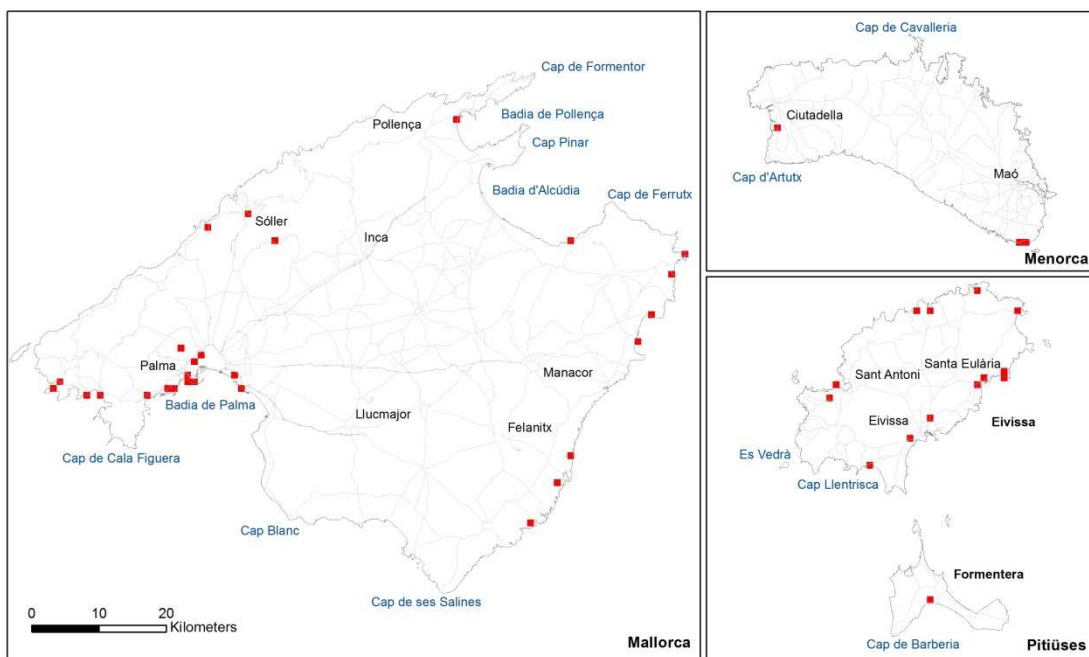 Cap de Formentor
Badia de Pollença
Pollença
Cap Pinar
Badia d'Alcúdia
Cap de Ferrutx
Sóller
Inca
Palma
Manacor
Badia de Palma
Llucmajor
Felanitx
Cap de Cala Figuera
Cap Blanc
Cap de ses Salines
0 10 20
Kilometers
Mallorca
Cap de Cavalleria
Ciutadella
Maó
Cap d'Artutx
Menorca
Santa Eulària
Sant Antoni
Eivissa
Eivissa
Es Vedrà
Cap Llentrisca
Formentera
Cap de Barberia
Pitiüses